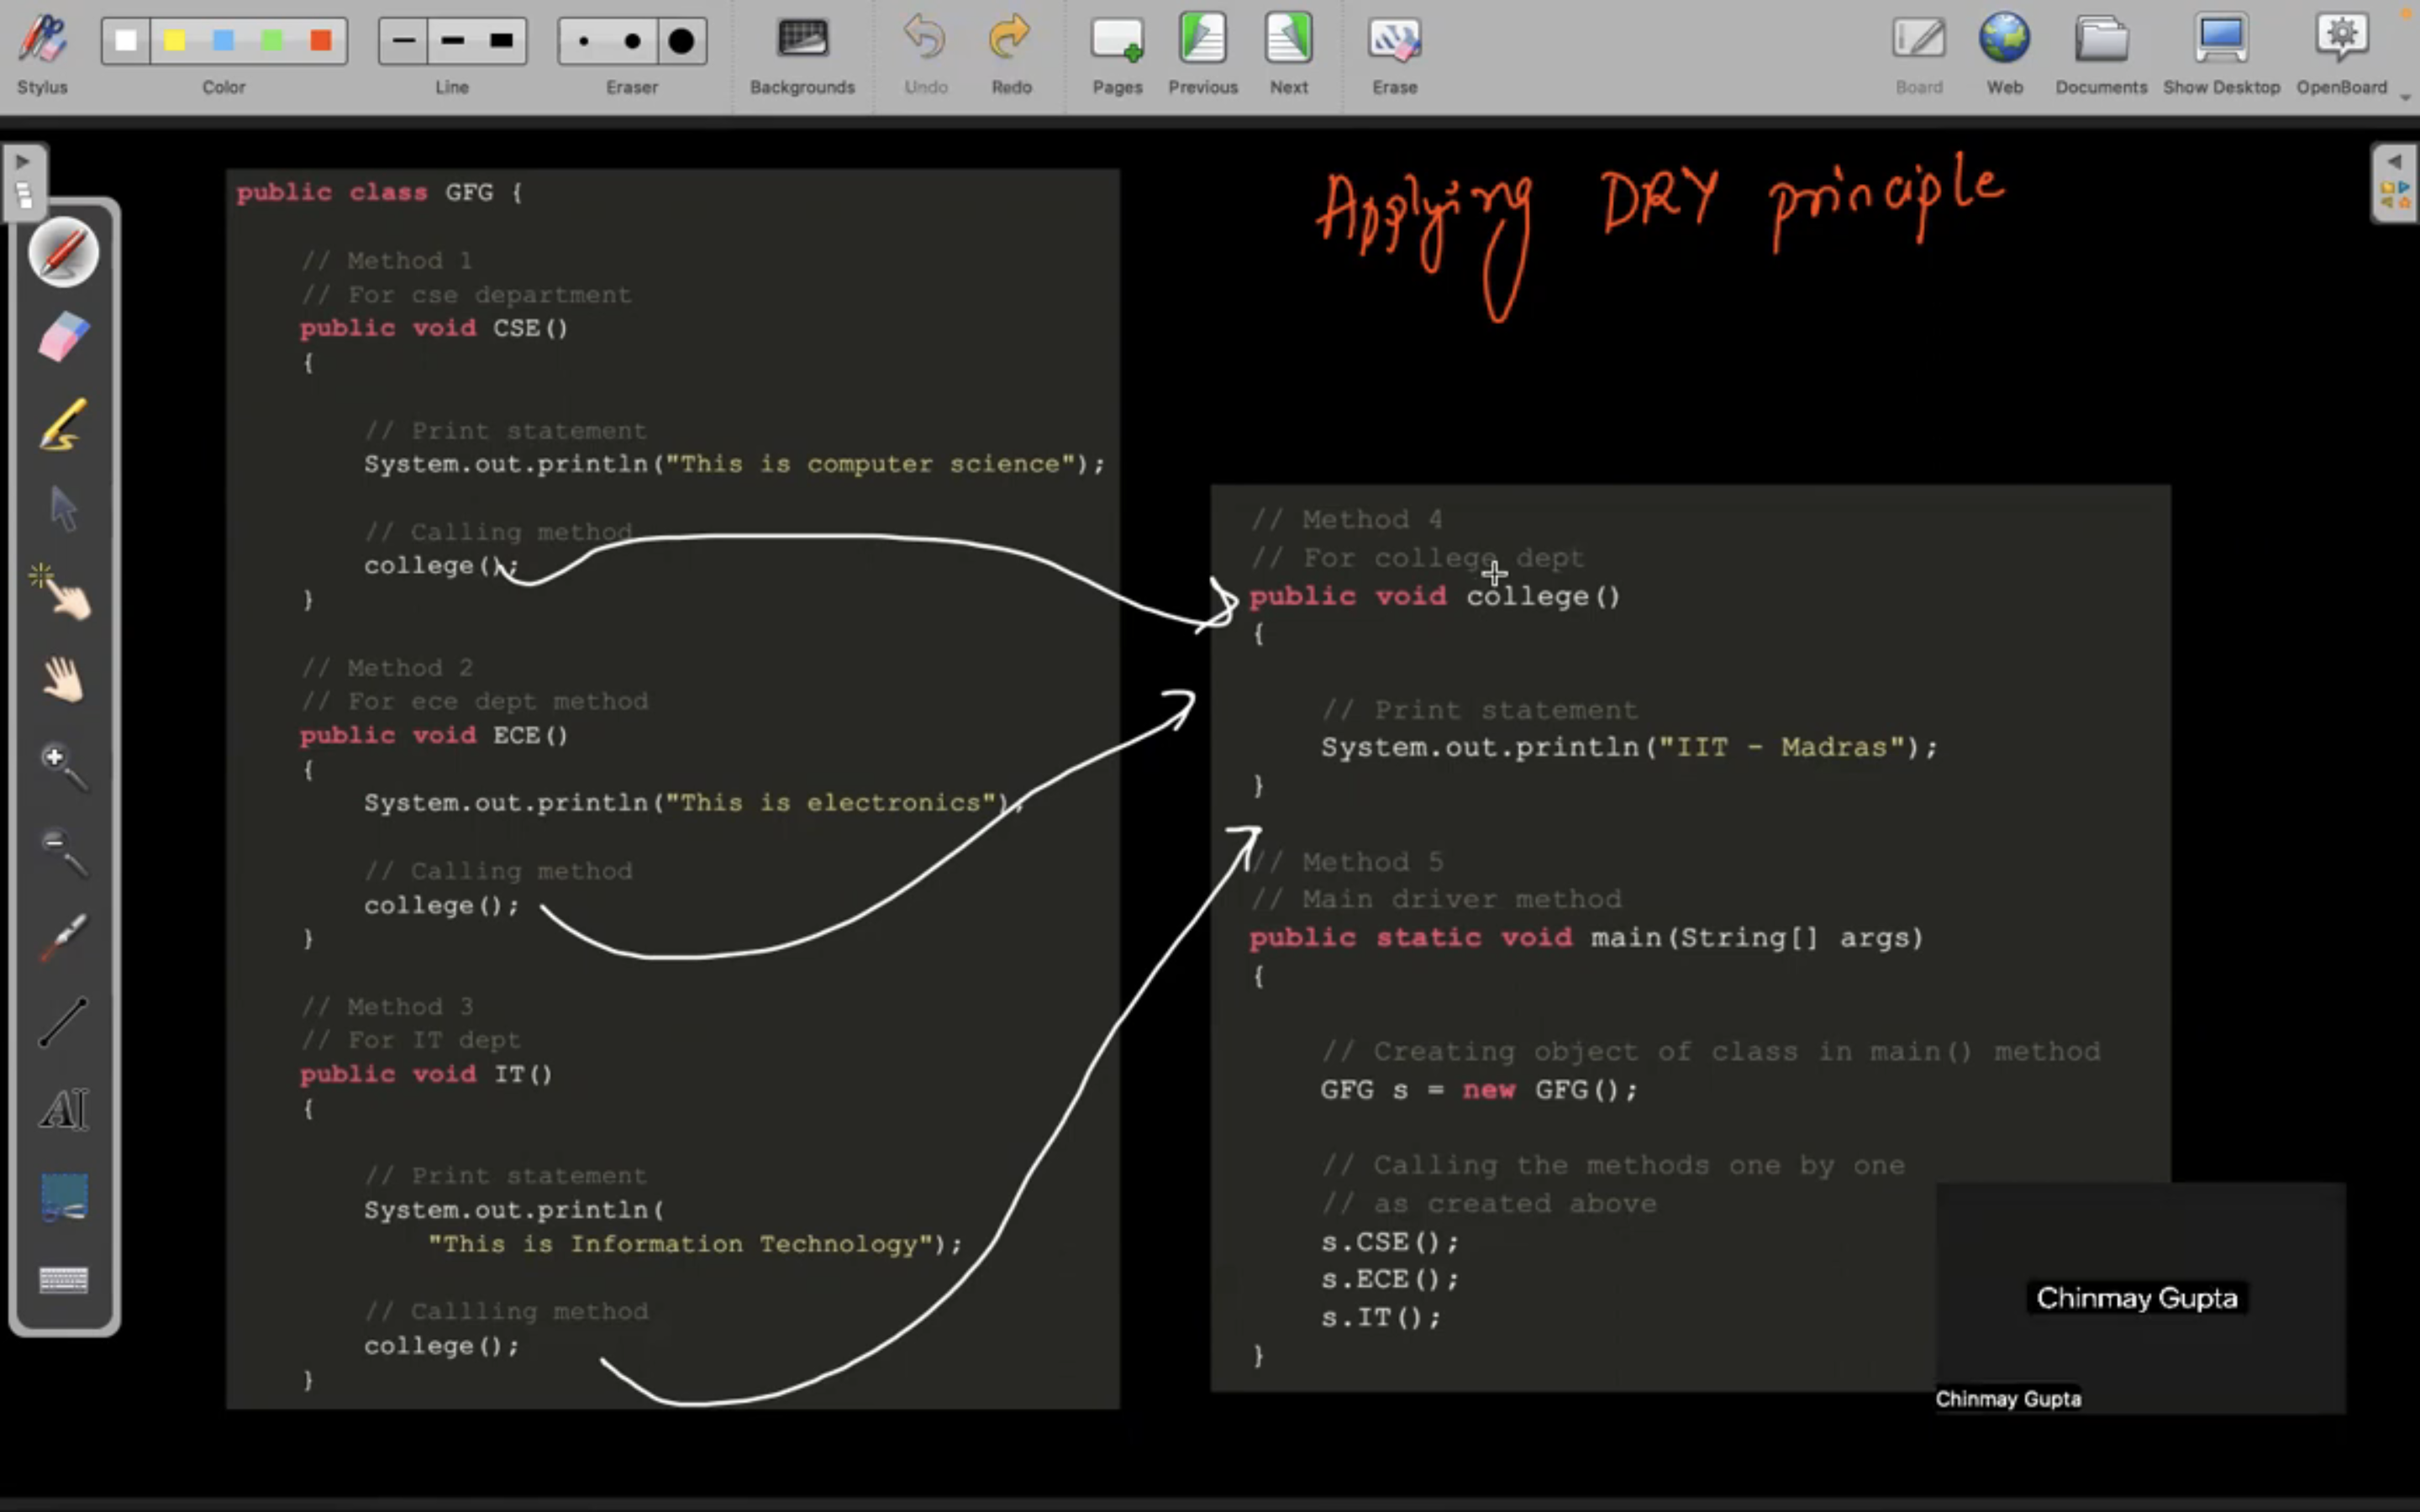 Stylus
Color
Line
Eraser
Backgrounds
Undo
Redo
Pages
Previous
Next
Erase
Board
Web
Documents
Show Desktop
OpenBoard
Applying DRY principle
public class GFG {
// Method 1
// For cse department
public void CSE()
{
// Print statement
System.out.println("This is computer science");
// Calling method
college();
}
// Method 2
// For ece dept method
public void ECE()
{
System.out.println("This is electronics");
// Calling method
college();
}
// Method 3
// For IT dept
public void IT()
{
// Print statement
System.out.println(
"This is Information Technology");
// Callling method
college();
}
// Method 4
// For college dept
public void college()
{
// Print statement
System.out.println("IIT - Madras");
}
// Method 5
// Main driver method
public static void main(String[] args)
{
// Creating object of class in main() method
GFG s = new GFG();
// Calling the methods one by one
// as created above
s.CSE();
s.ECE();
s.IT();
}
AI
Chinmay Gupta
Chinmay Gupta